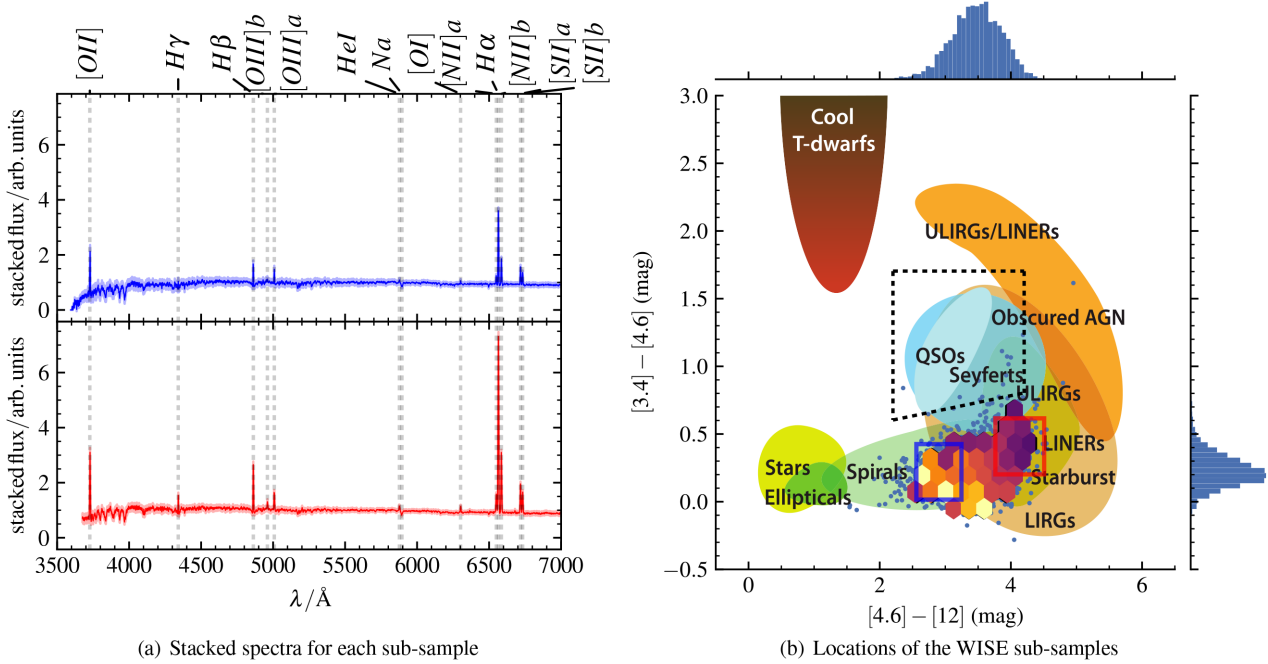 [OII]
Hγ
Hβ
[OIII]b
[OIII]a
HeI
Na
[OI]
[NII]a
Hα
[NII]b
[SII]a
[SII]b
stacked flux/arb. units
6
4
2
0
stacked flux/arb. units
6
4
2
0
3500 4000 4500 5000 5500 6000 6500 7000
λ/Å
(a) Stacked spectra for each sub-sample
[3.4] − [4.6] (mag)
3.0
2.5
2.0
1.5
1.0
0.5
0.0
−0.5
Cool
T-dwarfs
ULIRGs/LINERs
Obscured AGN
QSOs
Seyferts
ULIRGs
LINERs
Stars
Spirals
Starburst
Ellipticals
LIRGs
0 2 4 6
[4.6] − [12] (mag)
(b) Locations of the WISE sub-samples